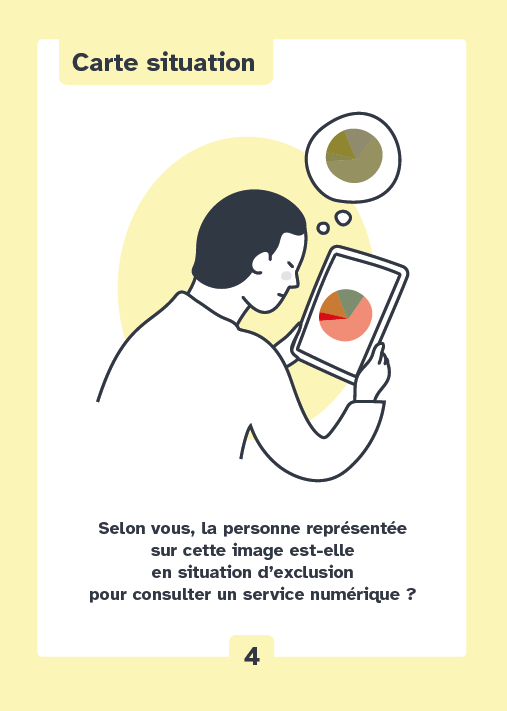 Carte situation
Selon vous, la personne représentée
sur cette image est-elle
en situation d’exclusion
pour consulter un service numérique ?
4